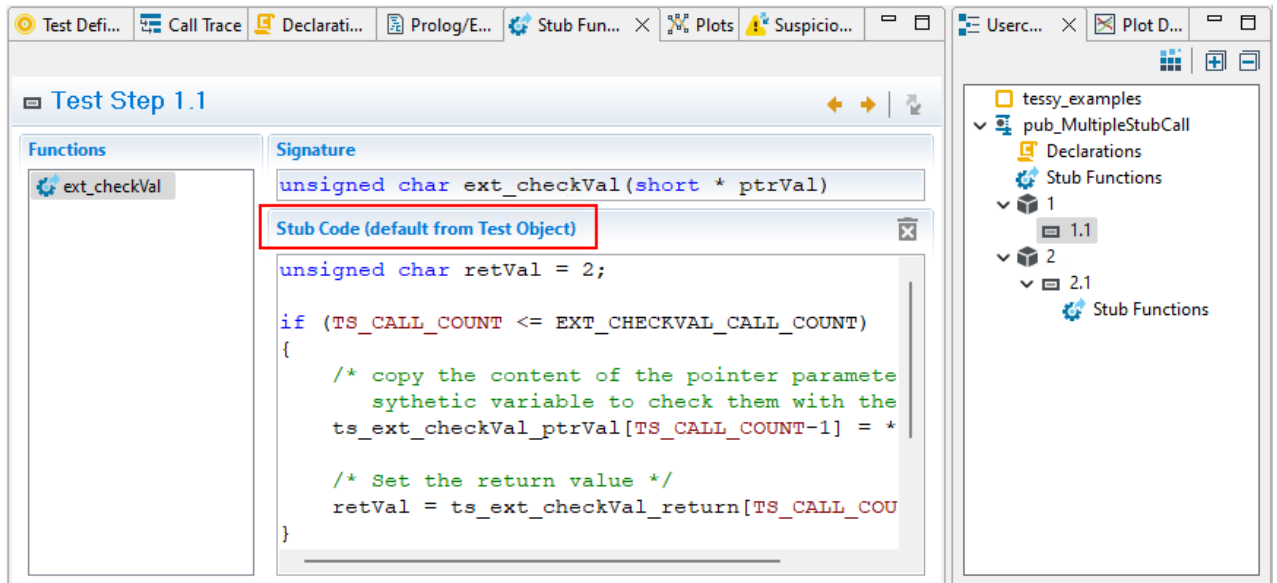 Test Defi... Call Trace Declarati... Prolog/E... Stub Fun... Plots Suspicio...
Test Step 1.1
Functions
ext_checkVal
Signature
unsigned char ext_checkVal(short * ptrVal)
Stub Code (default from Test Object)
unsigned char retVal = 2;
if (TS_CALL_COUNT <= EXT_CHECKVAL_CALL_COUNT)
{
/* copy the content of the pointer paramete
sythetic variable to check them with the
ts_ext_checkVal_ptrVal[TS_CALL_COUNT-1] = *
/* Set the return value */
retVal = ts_ext_checkVal_return[TS_CALL_COU
}
Userc... Plot D...
tessy_examples
pub_MultipleStubCall
Declarations
Stub Functions
1
1.1
2
2.1
Stub Functions